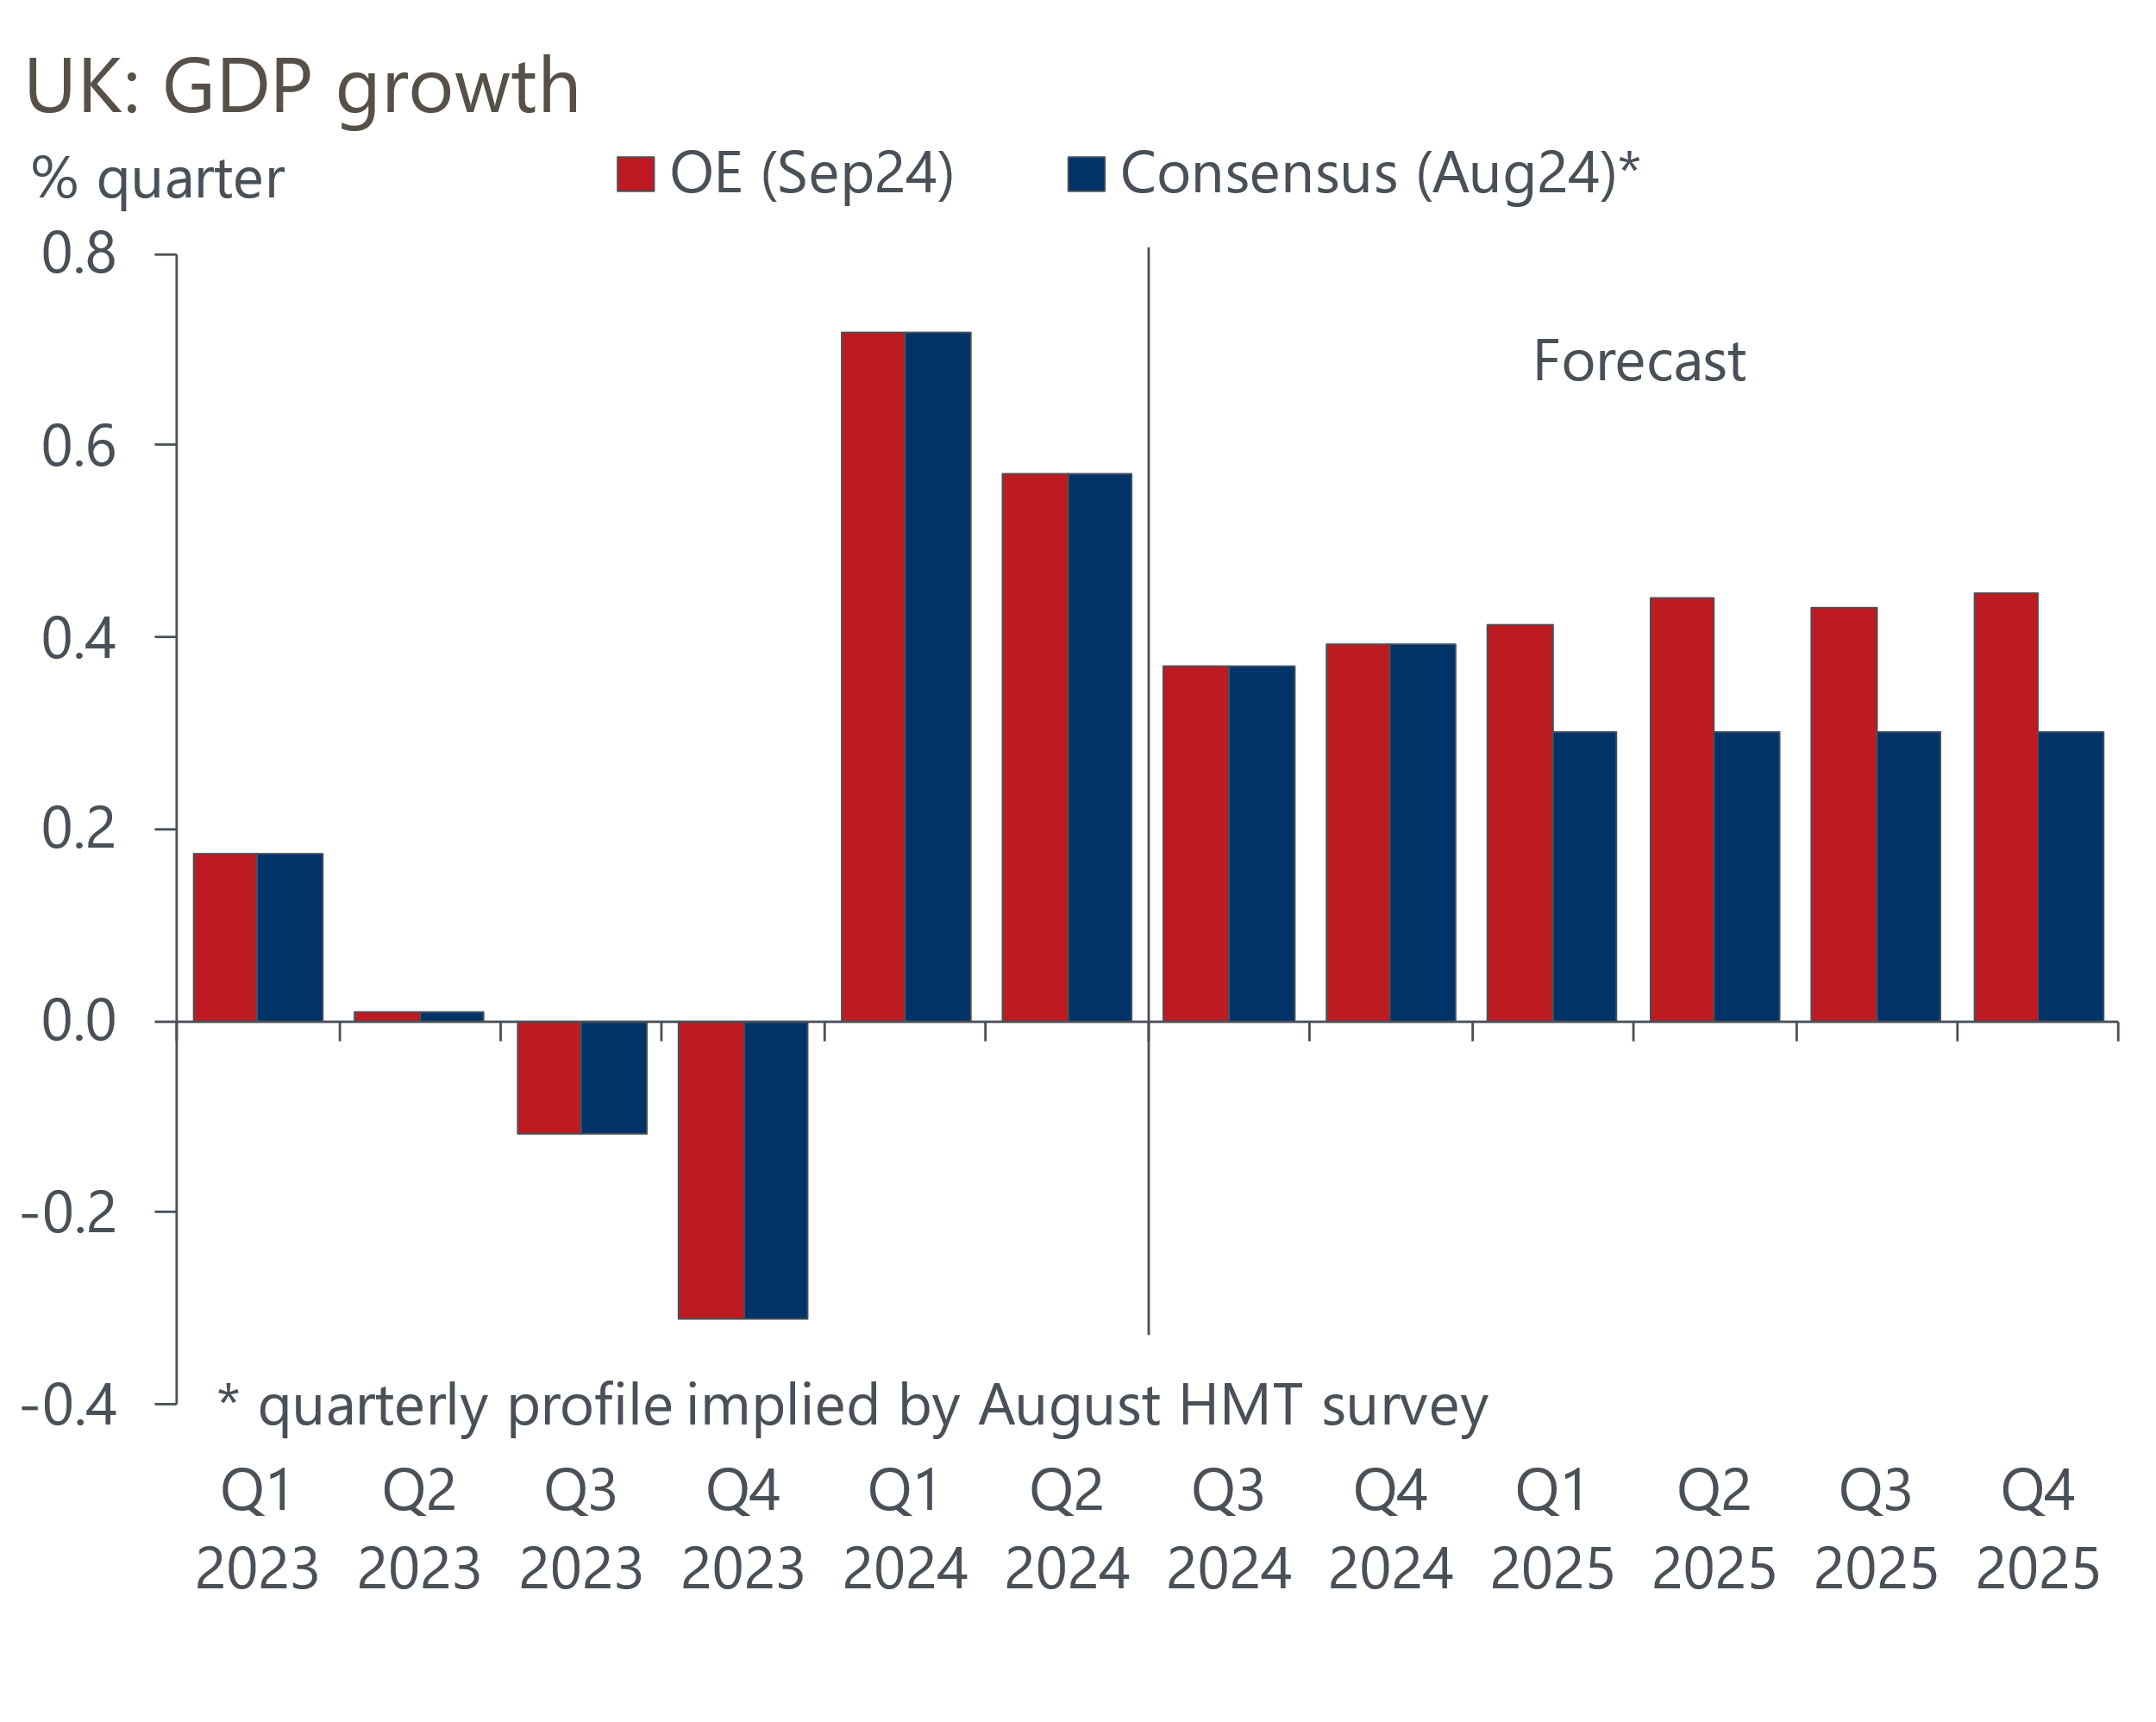 UK: GDP growth
% quarter
OE (Sep24)
Consensus (Aug24)*
0.8
0.6
0.4
0.2
0.0
-0.2
-0.4
Forecast
* quarterly profile implied by August HMT survey
Q1 Q2 Q3 Q4 Q1 Q2 Q3 Q4 Q1 Q2 Q3 Q4
2023 2023 2023 2023 2024 2024 2024 2024 2025 2025 2025 2025